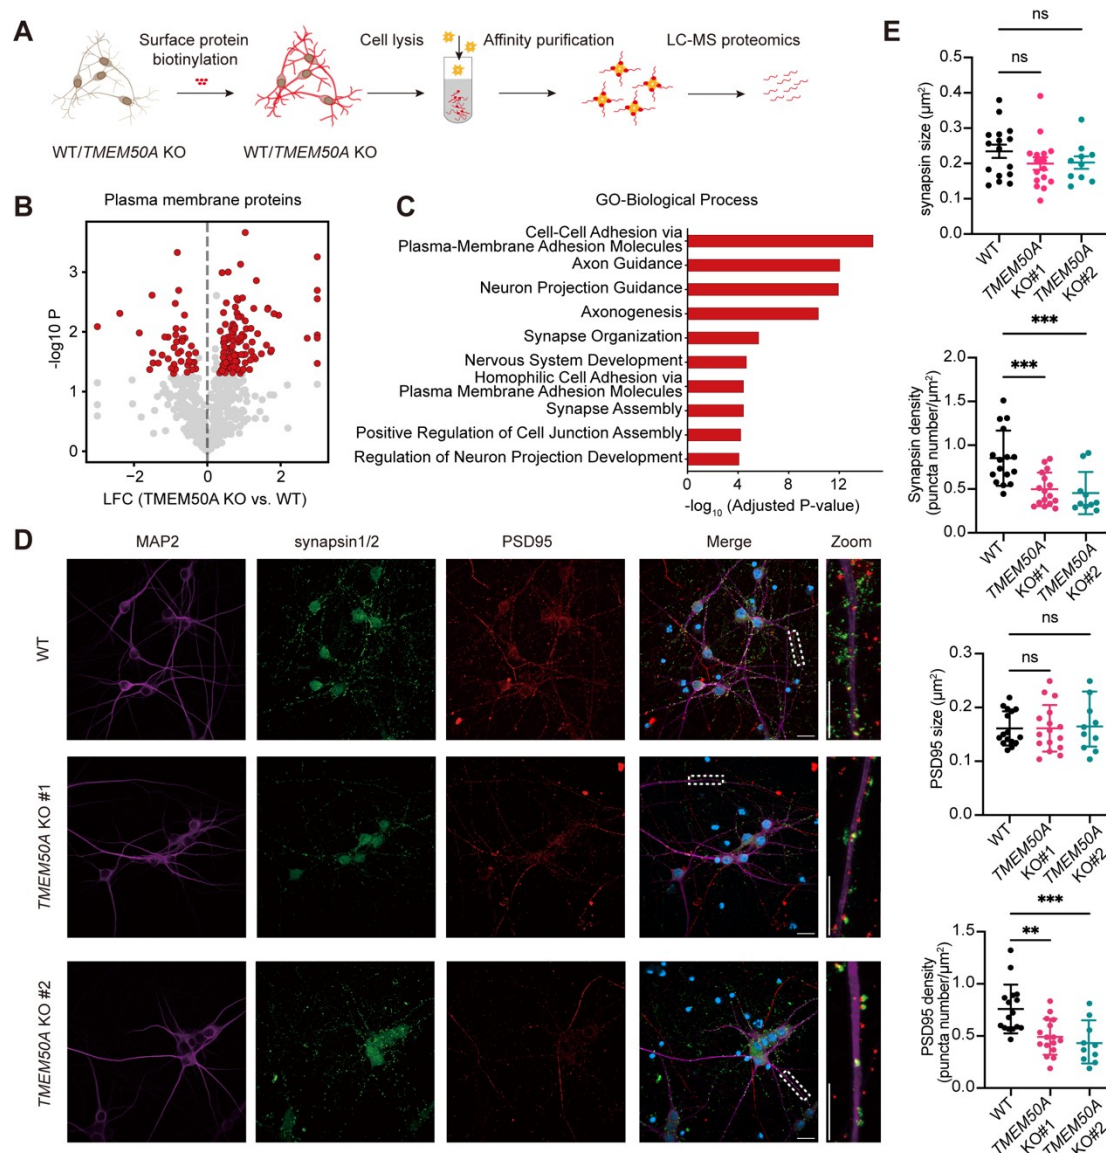 A
Surface protein
biotinylation
Cell lysis
Affinity purification
LC-MS proteomics
WT/TMEM50A KO
WT/TMEM50A KO
B
Plasma membrane proteins
-log10 P
3
2
1
0
-2
0
2
LFC (TMEM50A KO vs. WT)
C
GO-Biological Process
Cell-Cell Adhesion via
Plasma-Membrane Adhesion Molecules
Axon Guidance
Neuron Projection Guidance
Axonogenesis
Synapse Organization
Nervous System Development
Homophilic Cell Adhesion via
Plasma Membrane Adhesion Molecules
Synapse Assembly
Positive Regulation of Cell Junction Assembly
Regulation of Neuron Projection Development
0 4 8 12
-log10 (Adjusted P-value)
D
MAP2
synapsin1/2
PSD95
Merge
Zoom
WT
TMEM50A KO #1
TMEM50A KO #2
E
ns
ns
synapsin size (µm²)
0.5
0.4
0.3
0.2
0.1
0.0
WT
TMEM50A
KO#1
TMEM50A
KO#2
***
***
Synapsin density
(puncta number/µm²)
2.0
1.5
1.0
0.5
0.0
WT
TMEM50A
KO#1
TMEM50A
KO#2
ns
ns
PSD95 size (µm²)
0.3
0.2
0.1
0.0
WT
TMEM50A
KO#1
TMEM50A
KO#2
***
**
PSD95 density
(puncta number/µm²)
1.5
1.0
0.5
0.0
WT
TMEM50A
KO#1
TMEM50A
KO#2